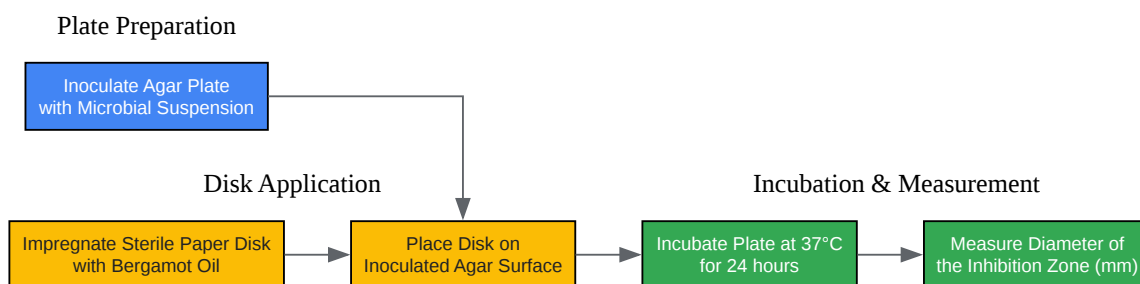 Plate Preparation
Inoculate Agar Plate
with Microbial Suspension
Disk Application
Impregnate Sterile Paper Disk
with Bergamot Oil
Place Disk on
Inoculated Agar Surface
Incubation & Measurement
Incubate Plate at 37°C
for 24 hours
Measure Diameter of
the Inhibition Zone (mm)